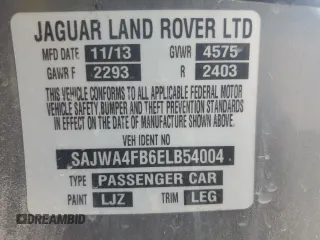 JAGUAR LAND ROVER LTD
MFD DATE 11/13 GVWR 4575
GAWR F 2293 R 2403
THIS VEHICLE CONFORMS TO ALL APPLICABLE FEDERAL MOTOR
VEHICLE SAFETY,BUMPER AND THEFT PREVENTION STANDARDS
IN EFFECT ON THE DATE OF MANUFACTURE SHOWN ABOVE
VEH IDENT NO. SAJWA4FB6ELB54004
TYPE PASSENGER CAR
PAINT LJZ TRIM LEG
DREAMBID